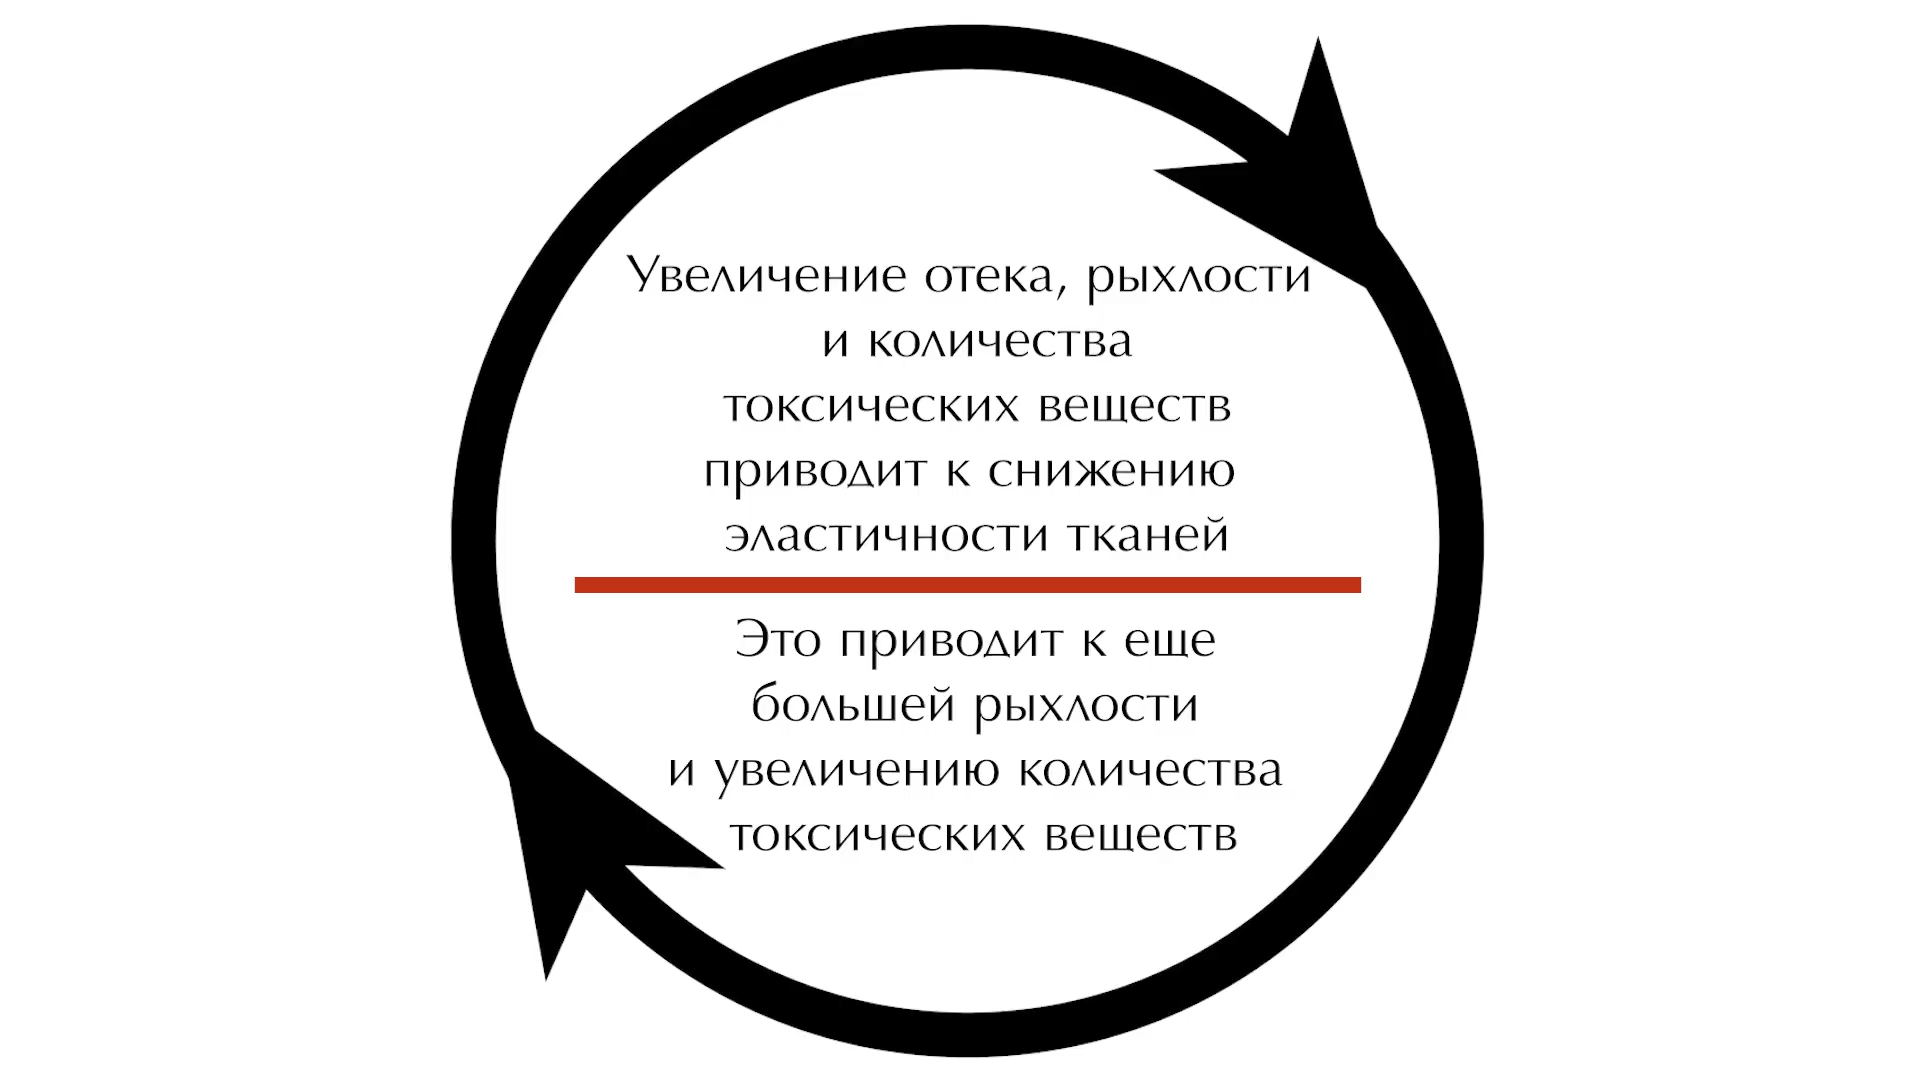 Увеличение отека, рыхлости
и количества
токсических веществ
приводит к снижению
эластичности тканей
Это приводит к еще
большей рыхлости
и увеличению количества
токсических веществ